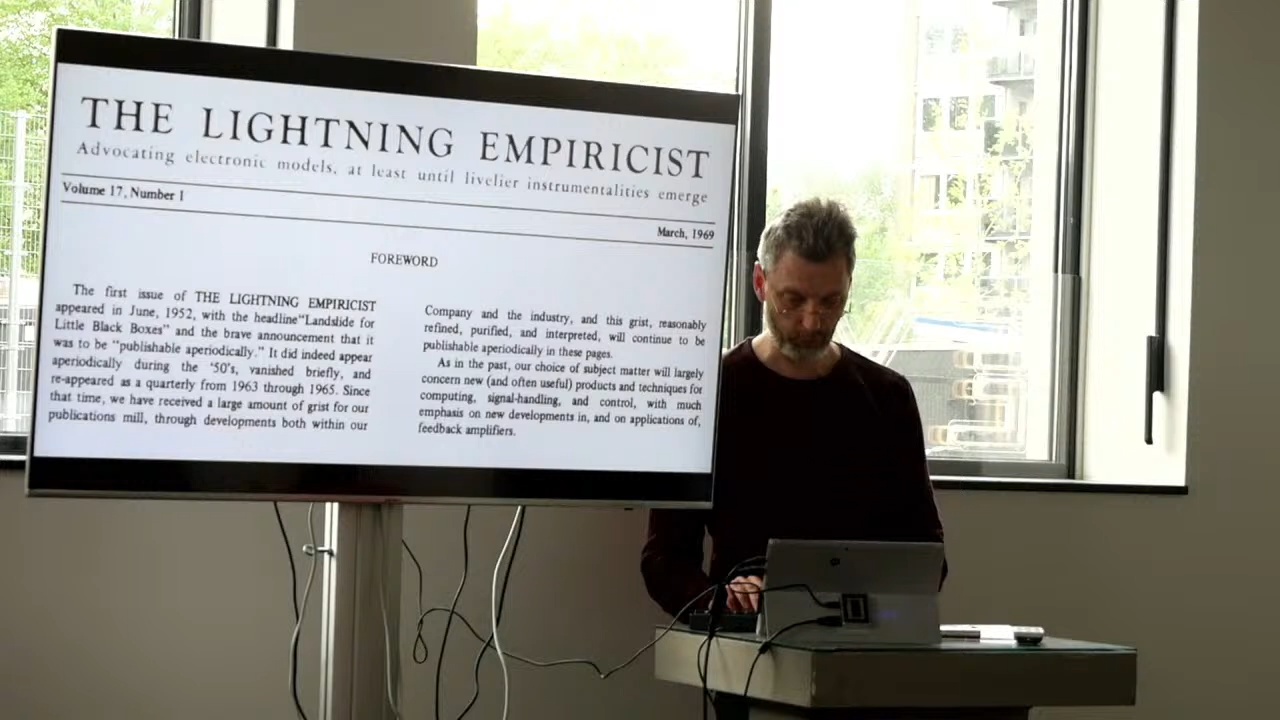 THE LIGHTNING EMPIRICIST
Advocating electronic models, at least until livelier instrumentalities emerge
Volume 17, Number 1
March, 1969
FOREWORD
The first issue of THE LIGHTNING EMPIRICIST
appeared in June, 1952, with the headline "Landslide for
Little Black Boxes" and the brave announcement that it
was to be "publishable aperiodically." It did indeed appear
aperiodically during the '50's, vanished briefly, and
re-appeared as a quarterly from 1963 through 1965. Since
that time, we have received a large amount of grist for our
publications mill, through developments both within our
Company and the industry, and this grist, reasonably
refined, purified, and interpreted, will continue to be
publishable aperiodically in these pages.
As in the past, our choice of subject matter will largely
concern new (and often useful) products and techniques for
computing, signal-handling, and control, with much
emphasis on new developments in, and on applications of,
feedback amplifiers.